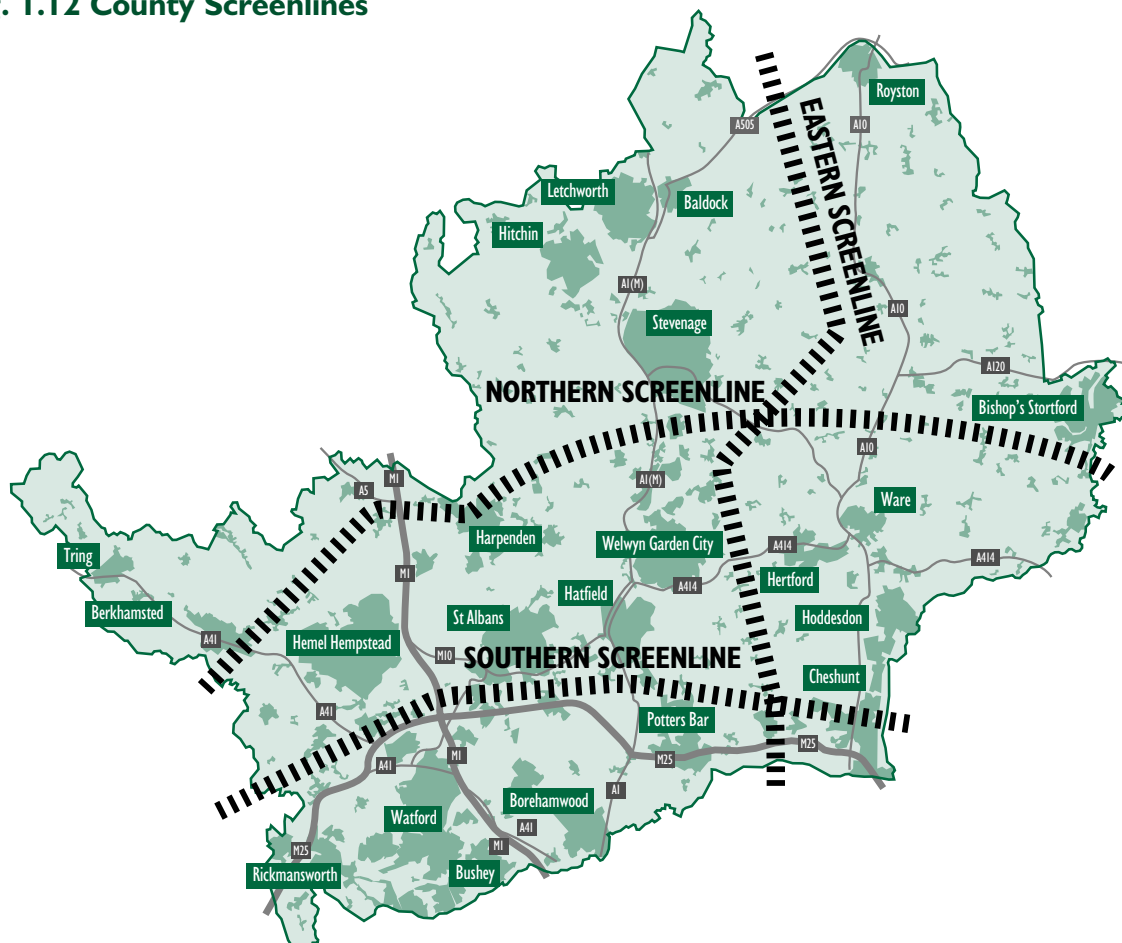 1.12 County Screenlines
Royston
A505
A10
EASTERN SCREENLINE
Letchworth
Baldock
Hitchin
A1(M)
A10
Stevenage
A120
NORTHERN SCREENLINE
Bishop's Stortford
A10
M1
A1(M)
A5
Ware
Harpenden
Welwyn Garden City
A414
Tring
A414
M1
Hertford
A414
Hatfield
Berkhamsted
St Albans
Hoddesdon
A41
Hemel Hempstead
M10
SOUTHERN SCREENLINE
Cheshunt
A41
Potters Bar
M25
M1
M25
A41
A1
Borehamwood
Watford
A41
M1
M25
Rickmansworth
Bushey